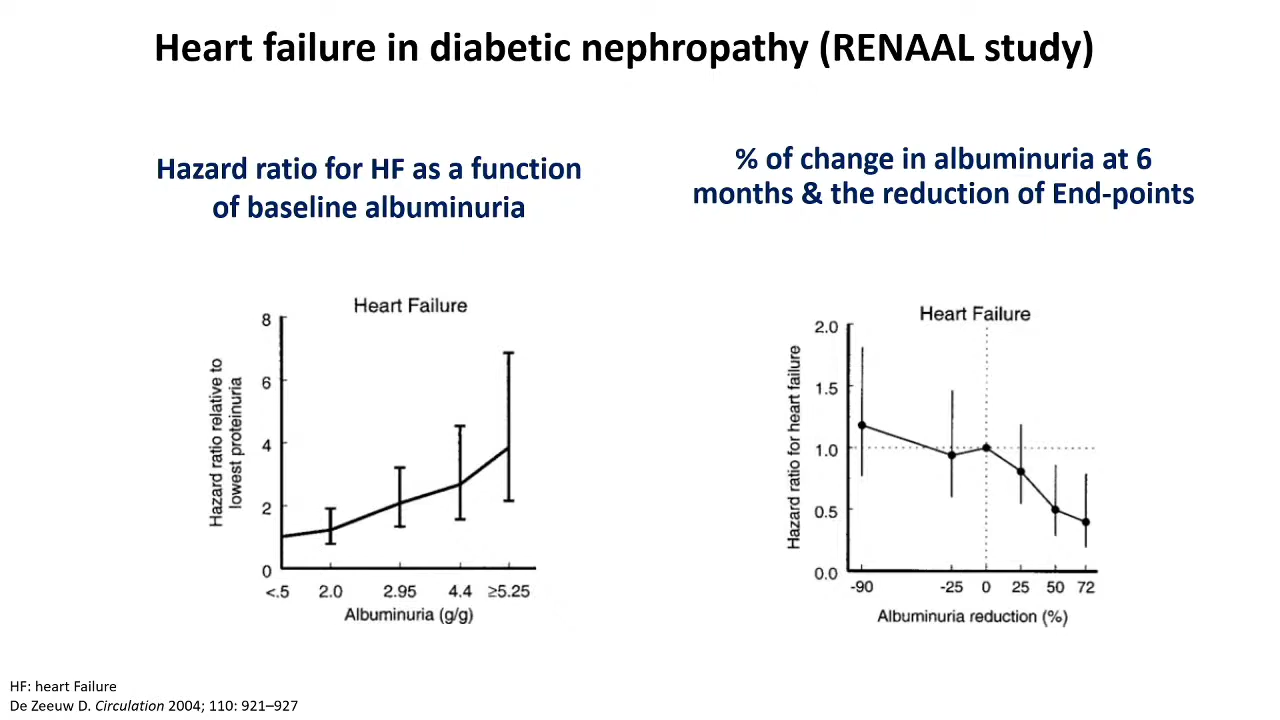 Heart failure in diabetic nephropathy (RENAAL study)
Hazard ratio for HF as a function
of baseline albuminuria
% of change in albuminuria at 6
months & the reduction of End-points
Heart Failure
Hazard ratio relative to
lowest proteinuria
8
6
4
2
0
<.5 2.0 2.95 4.4 ≥5.25
Albuminuria (g/g)
Heart Failure
Hazard ratio for heart failure
2.0
1.5
1.0
0.5
0.0
-90 -25 0 25 50 72
Albuminuria reduction (%)
HF: heart Failure
De Zeeuw D. Circulation 2004; 110: 921–927